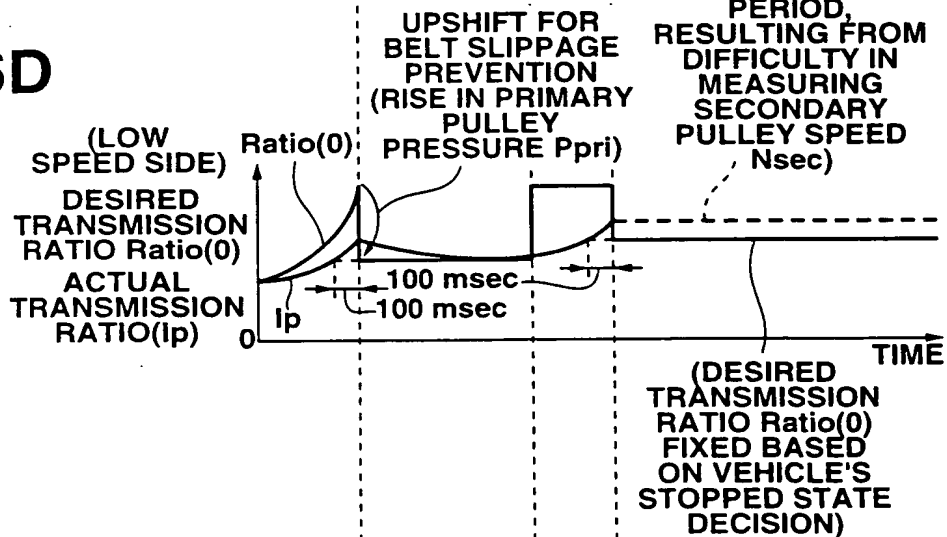 UPSHIFT FOR
BELT SLIPPAGE
PREVENTION
(RISE IN PRIMARY
PULLEY
PRESSURE Ppri)
PERIOD,
RESULTING FROM
DIFFICULTY IN
MEASURING
SECONDARY
PULLEY SPEED
Nsec)
(LOW
SPEED SIDE)
Ratio(0)
DESIRED
TRANSMISSION
RATIO Ratio(0)
ACTUAL
TRANSMISSION
RATIO(Ip)
0
Ip
100 msec
100 msec
TIME
(DESIRED
TRANSMISSION
RATIO Ratio(0)
FIXED BASED
ON VEHICLE'S
STOPPED STATE
DECISION)